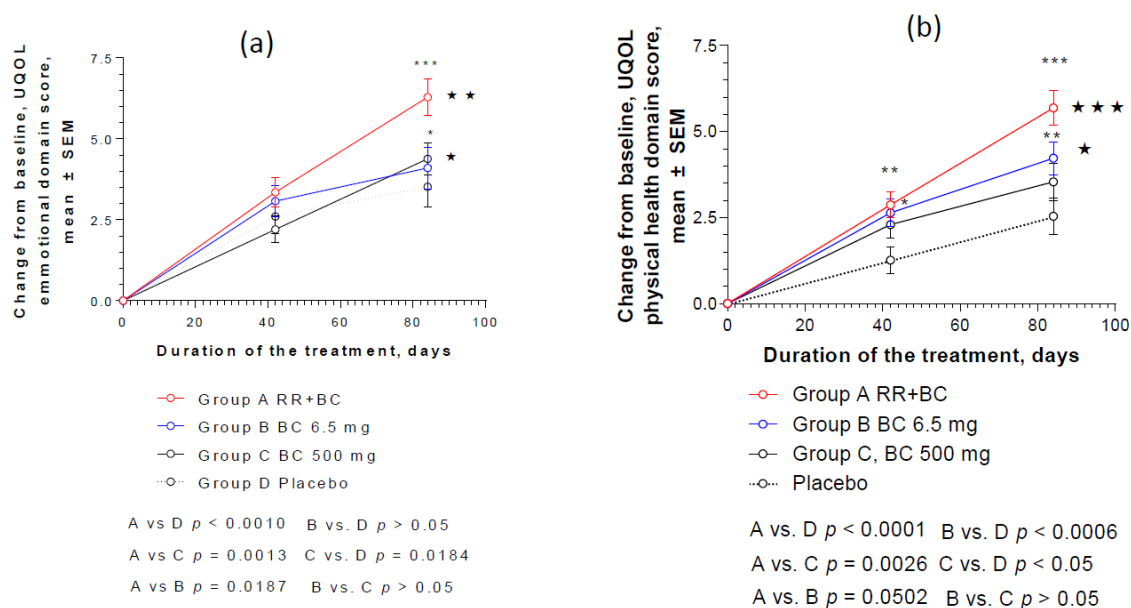 (a)
Change from baseline, UQOL
emmotional domain score,
mean ± SEM
7.5
5.0
2.5
0.0
0 20 40 60 80 100
***
★ ★
*
★
Duration of the treatment, days
Group A RR+BC
Group B BC 6.5 mg
Group C BC 500 mg
Group D Placebo
A vs D p < 0.0010 B vs. D p > 0.05
A vs C p = 0.0013 C vs. D p = 0.0184
A vs B p = 0.0187 B vs. C p > 0.05
(b)
Change from baseline, UQOL
physical health domain score,
mean ± SEM
7.5
5.0
2.5
0.0
0 20 40 60 80 100
***
★ ★ ★
**
★
**
*
Duration of the treatment, days
Group A RR+BC
Group B BC 6.5 mg
Group C, BC 500 mg
Placebo
A vs. D p < 0.0001 B vs. D p < 0.0006
A vs. C p = 0.0026 C vs. D p < 0.05
A vs. B p = 0.0502 B vs. C p > 0.05